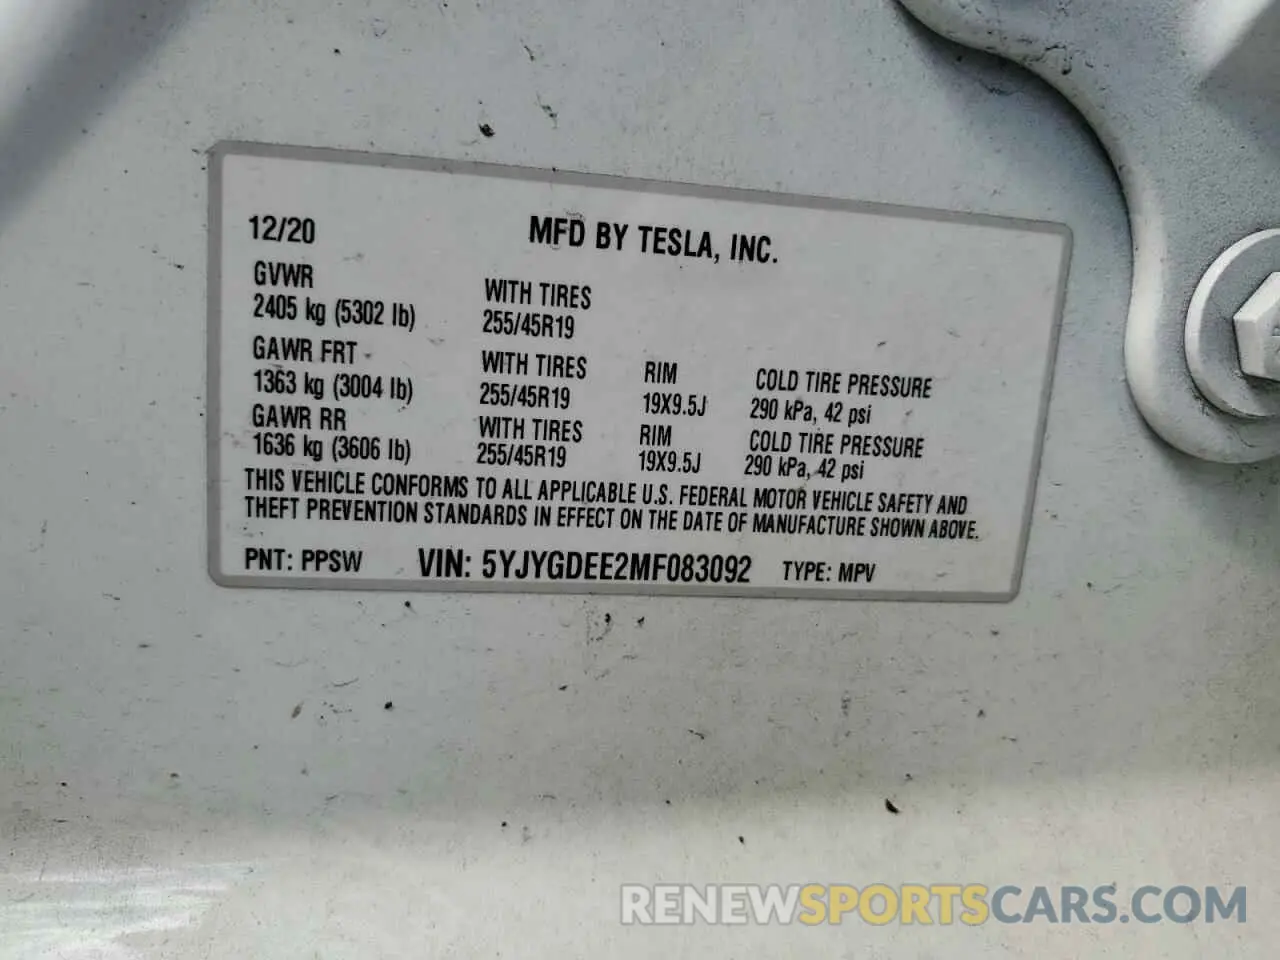 12/20 MFD BY TESLA, INC.
GVWR
2405 kg (5302 lb)
WITH TIRES
255/45R19
GAWR FRT WITH TIRES RIM COLD TIRE PRESSURE
1363 kg (3004 lb) 255/45R19 19X9.5J 290 kPa, 42 psi
GAWR RR WITH TIRES RIM COLD TIRE PRESSURE
1636 kg (3606 lb) 255/45R19 19X9.5J 290 kPa, 42 psi
THIS VEHICLE CONFORMS TO ALL APPLICABLE U.S. FEDERAL MOTOR VEHICLE SAFETY AND
THEFT PREVENTION STANDARDS IN EFFECT ON THE DATE OF MANUFACTURE SHOWN ABOVE.
PNT: PPSW VIN: 5YJYGDEE2MF083092 TYPE: MPV
RENEWSPORTSCARS.COM